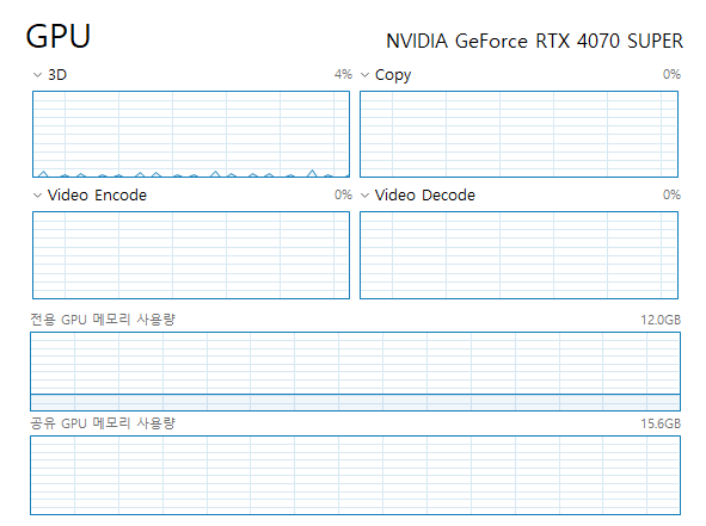 GPU NVIDIA GeForce RTX 4070 SUPER
3D 4% Copy 0%
Video Encode 0% Video Decode 0%
전용 GPU 메모리 사용량 12.0GB
공유 GPU 메모리 사용량 15.6GB